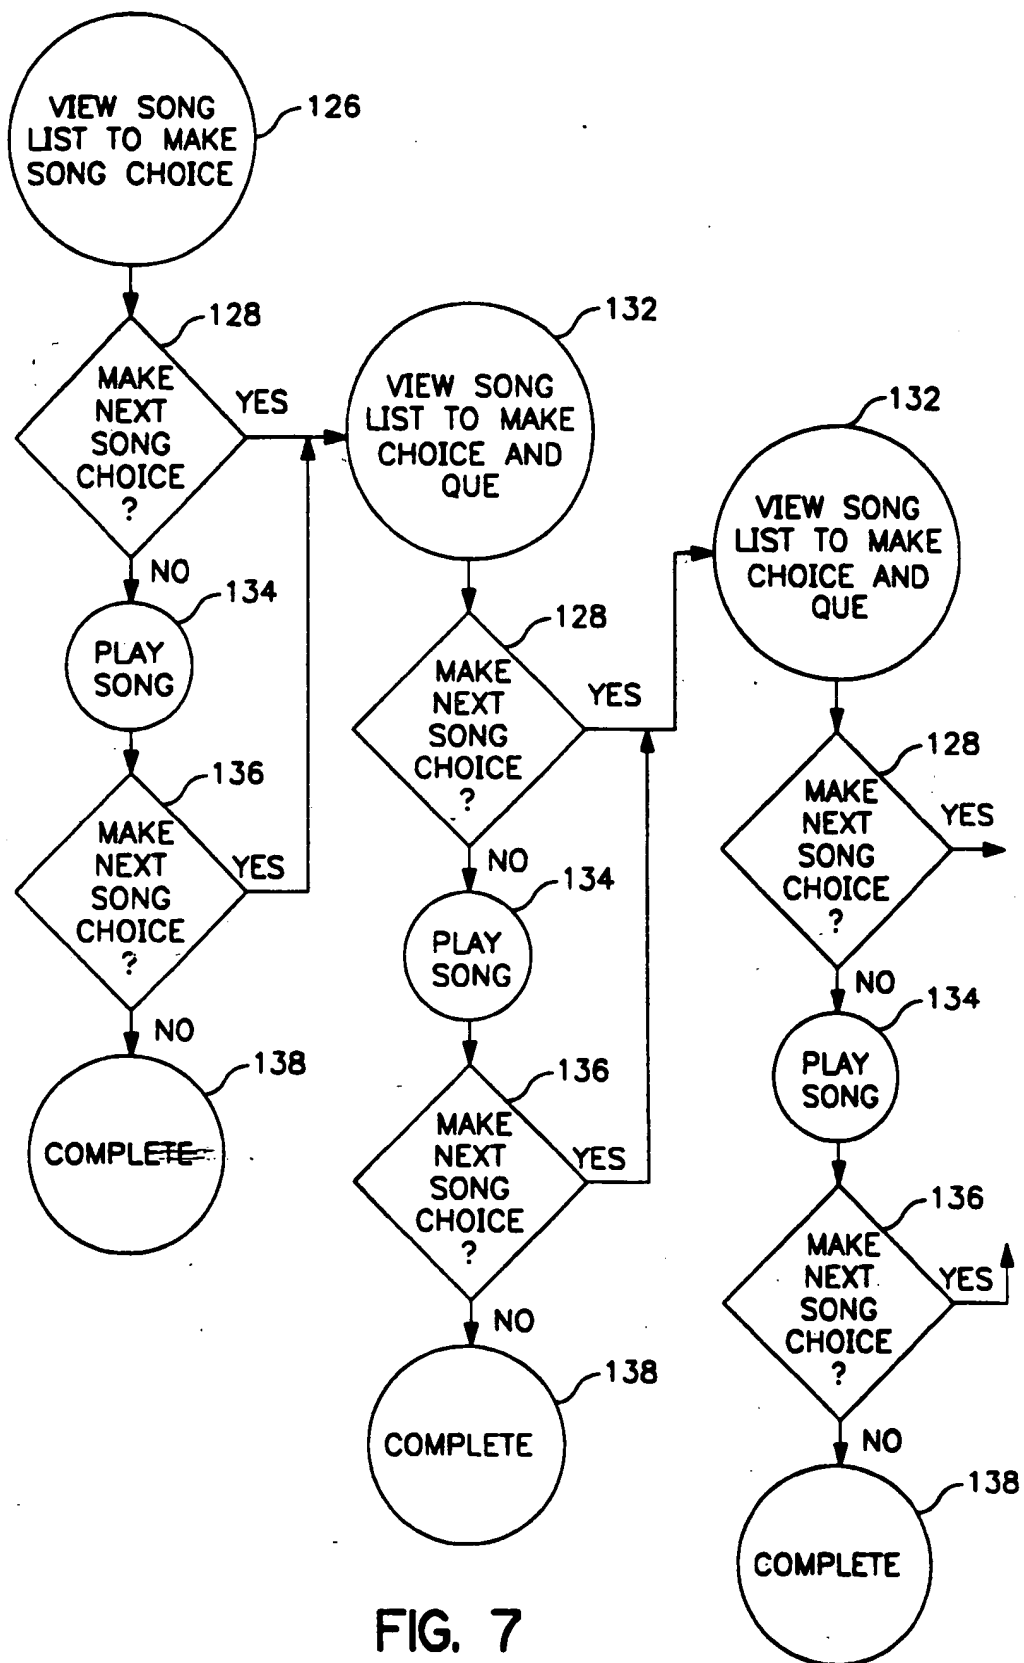 VIEW SONG
LIST TO MAKE
SONG CHOICE
126
128
MAKE
NEXT
SONG
CHOICE
?
YES
NO
134
PLAY
SONG
136
MAKE
NEXT
SONG
CHOICE
?
YES
NO
138
COMPLETE
132
VIEW SONG
LIST TO MAKE
CHOICE AND
QUE
128
MAKE
NEXT
SONG
CHOICE
?
YES
NO
134
PLAY
SONG
136
MAKE
NEXT
SONG
CHOICE
?
YES
NO
138
COMPLETE
132
VIEW SONG
LIST TO MAKE
CHOICE AND
QUE
128
MAKE
NEXT
SONG
CHOICE
?
YES
NO
134
PLAY
SONG
136
MAKE
NEXT
SONG
CHOICE
?
YES
NO
138
COMPLETE
FIG. 7